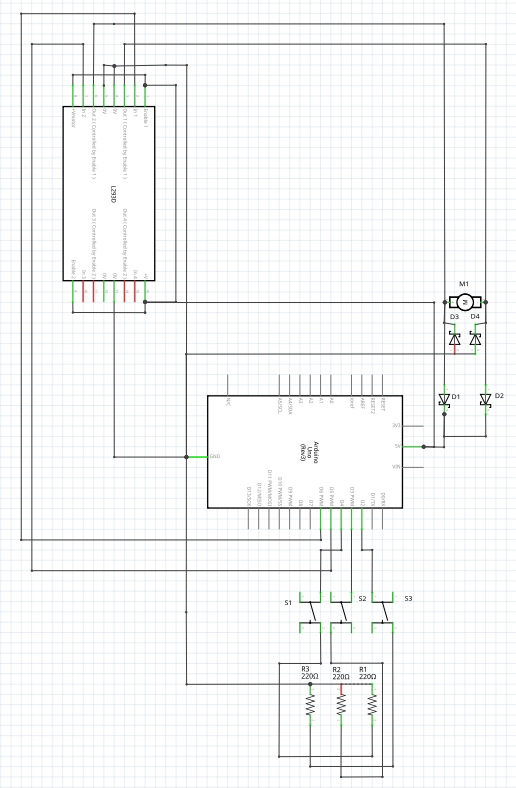 Vmotor
In 2
Out 2 ( Controlled by Enable 1 )
0V
0V
Out 1 ( Controlled by Enable 1 )
In 1
Enable 1
L293D
Enable 2
In 3
Out 3 ( Controlled by Enable 2 )
0V
0V
Out 4 ( Controlled by Enable 2 )
In 4
+V
M1
M
D3
D4
D1
D2
N/C
A5/SCL
A4/SDA
A3
A2
A1
A0
IOREF
AREF
RESET2
RESET
3V3
5V
VIN
GND
Arduino
Uno
(Rev3)
D13/SCK
D12/MISO
D11 PWM/MOSI
D10 PWM/SS
D9 PWM
D8
D7
D6 PWM
D5 PWM
D4
D3 PWM
D2
D1/TX
D0/RX
S1
S2
S3
R3
220Ω
R2
220Ω
R1
220Ω